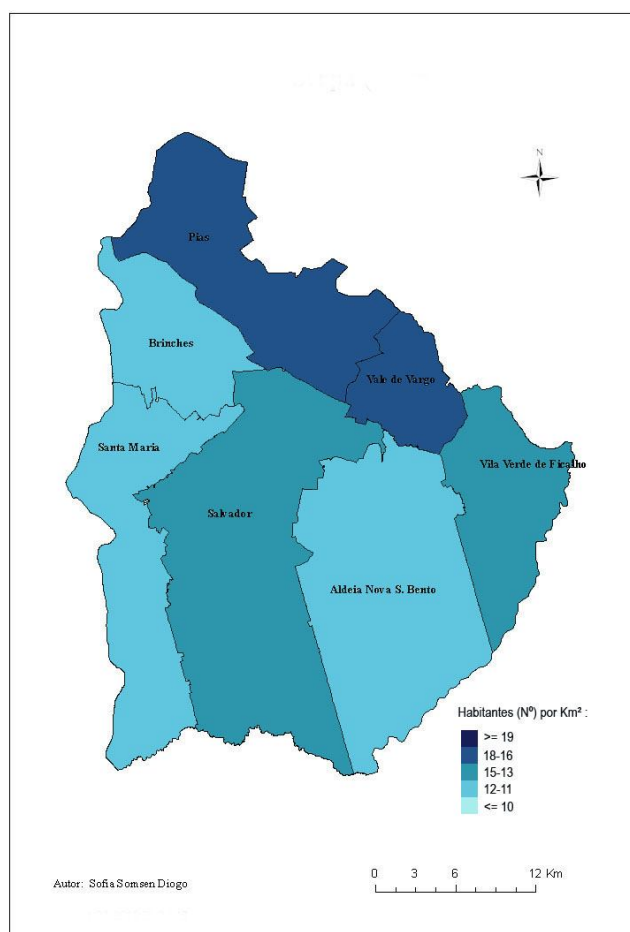 N
Pias
Brinches
Vale de Vargo
Santa Maria
Vila Verde de Ficalho
Salvador
Aldeia Nova S. Bento
Habitantes (Nº) por Km² :
>= 19
18-16
15-13
12-11
<= 10
0 3 6 12 Km
Autor: Sofia Somsen Diogo